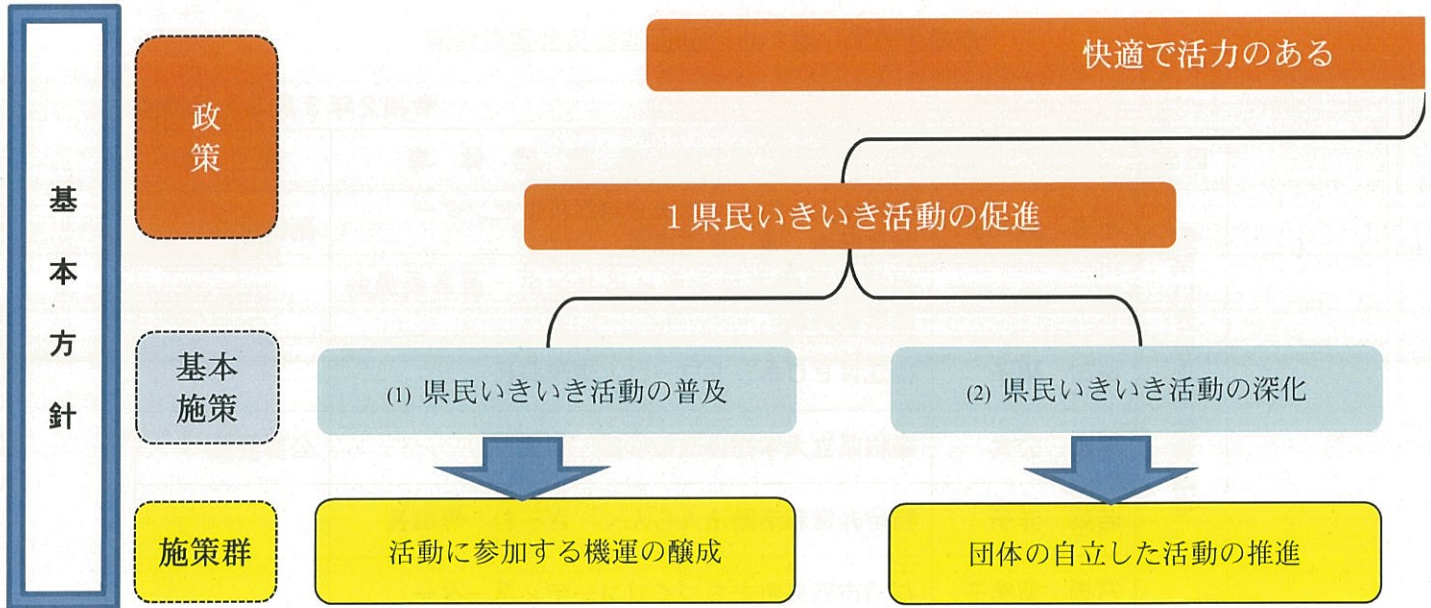 基本方針
政策
快適で活力のある
1県民いきいき活動の促進
基本
施策
(1) 県民いきいき活動の普及
(2) 県民いきいき活動の深化
施策群
活動に参加する機運の醸成
団体の自立した活動の推進